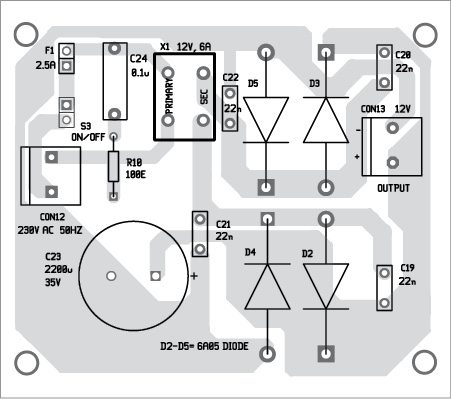 F1
2.5A
C24
0.1u
X1 12V, 6A
PRIMARY
SEC
C22
22n
D5
D3
C20
22n
CON13 12V
-
+
OUTPUT
S3
ON/OFF
R10
100E
CON12
230V AC 50HZ
C21
22n
C23
2200u
35V
+
D4
D2
C19
22n
D2-D5= 6A05 DIODE